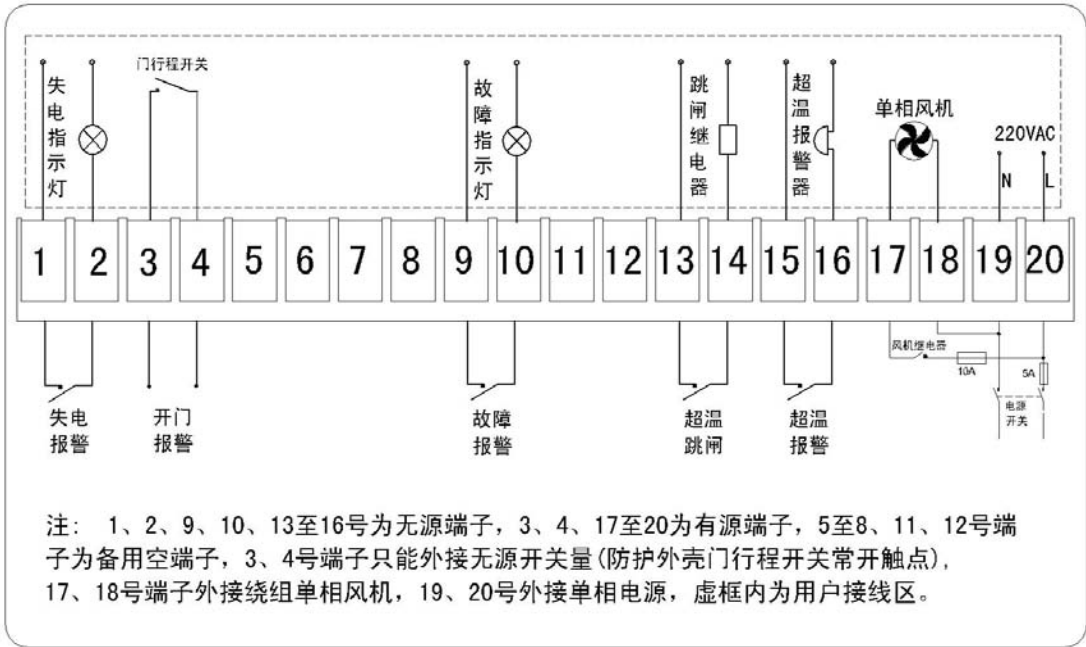 失电指示灯
门行程开关
故障指示灯
跳闸继电器
超温报警器
单相风机
220VAC
N
L
1 2 3 4 5 6 7 8 9 10 11 12 13 14 15 16 17 18 19 20
风机继电器
10A
5A
电源
开关
失电
报警
开门
报警
故障
报警
超温
跳闸
超温
报警
注: 1、2、9、10、13至16号为无源端子，3、4、17至20为有源端子，5至8、11、12号端
子为备用空端子，3、4号端子只能外接无源开关量(防护外壳门行程开关常开触点)，
17、18号端子外接绕组单相风机，19、20号外接单相电源，虚框内为用户接线区。